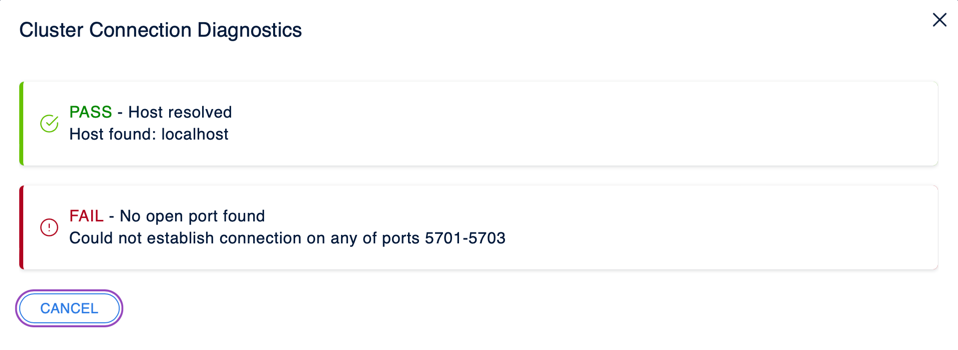 Cluster Connection Diagnostics
PASS - Host resolved
Host found: localhost
FAIL - No open port found
Could not establish connection on any of ports 5701-5703
CANCEL